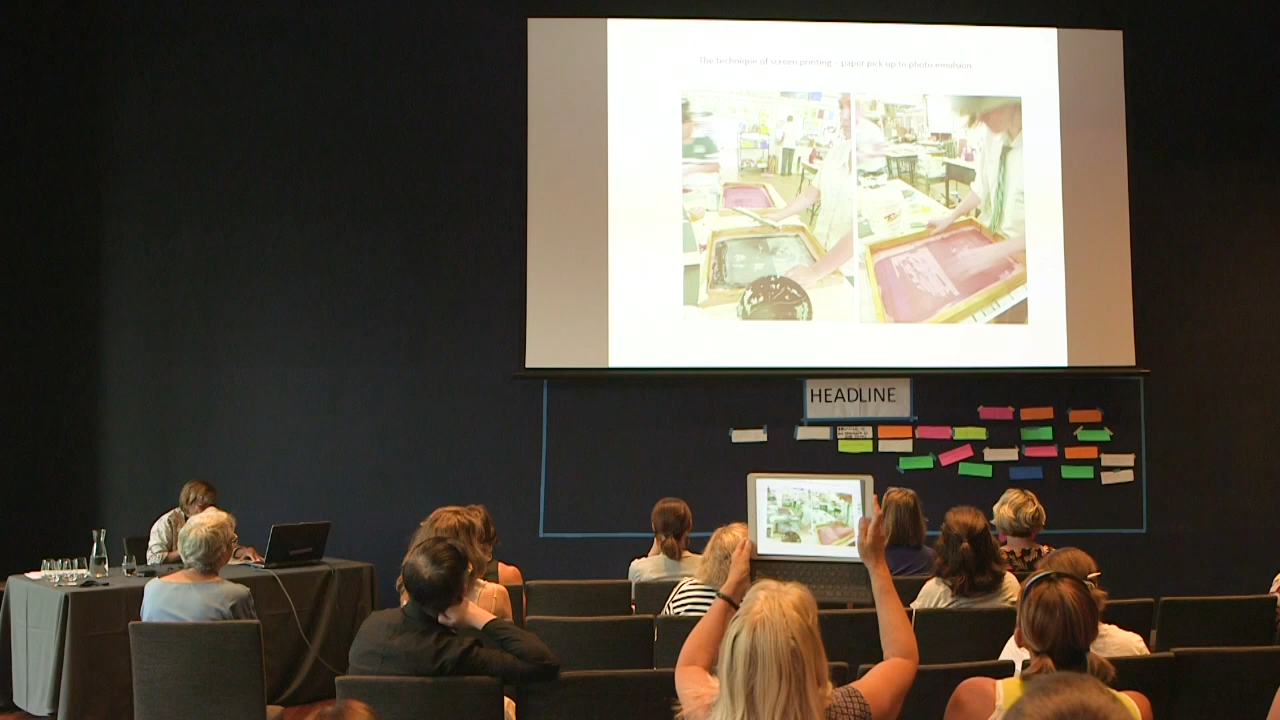 The technique of screen printing – paper pick up to photo emulsion
HEADLINE